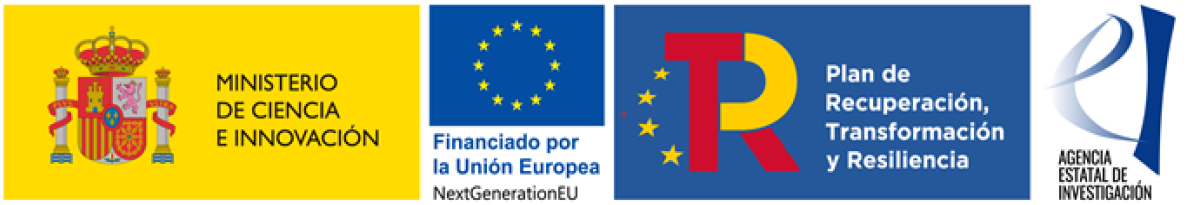 MINISTERIO
DE CIENCIA
E INNOVACIÓN
Financiado por
la Unión Europea
NextGenerationEU
TR
Plan de
Recuperación,
Transformación
y Resiliencia
AGENCIA
ESTATAL DE
INVESTIGACIÓN